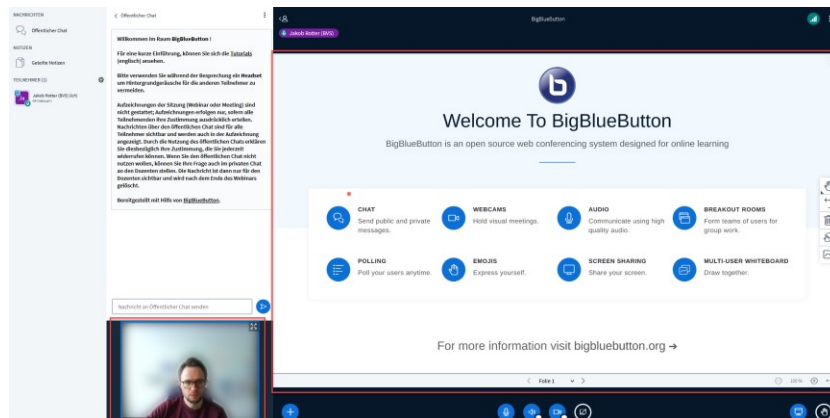 NACHRICHTEN
Öffentlicher Chat
NOTIZEN
Geteilte Notizen
TEILNEHMER (1)
Jakob Rotter (BVS) (Ich)
Öffentlicher Chat
Willkommen im Raum BigBlueButton !
Für eine kurze Einführung, können Sie sich die Tutorials
(englisch) ansehen.
Bitte verwenden Sie während der Besprechung ein Headset
um Hintergrundgeräusche für die anderen Teilnehmer zu
vermeiden.
Aufzeichnungen der Sitzung (Webinar oder Meeting) sind
nicht gestattet; Aufzeichnungen erfolgen nur, sofern alle
Teilnehmenden ihre Zustimmung ausdrücklich erteilen.
Nachrichten über den öffentlichen Chat sind für alle
Teilnehmer sichtbar und werden auch in der Aufzeichnung
angezeigt. Durch die Nutzung des öffentlichen Chats erklären
Sie diesbezüglich Ihre Zustimmung, die Sie jederzeit
widerrufen können. Wenn Sie den öffentlichen Chat nicht
nutzen wollen, können Sie Ihre Frage auch im privaten Chat
an den Dozenten stellen. Die Nachricht ist dann nur für den
Dozenten sichtbar und wird nach dem Ende des Webinars
gelöscht.
Bereitgestellt mit Hilfe von BigBlueButton.
Nachricht an Öffentlicher Chat senden
BigBlueButton
Jakob Rotter (BVS)
Welcome To BigBlueButton
BigBlueButton is an open source web conferencing system designed for online learning
CHAT
Send public and private
messages.
WEBCAMS
Hold visual meetings.
AUDIO
Communicate using high
quality audio.
BREAKOUT ROOMS
Form teams of users for
group work.
POLLING
Poll your users anytime.
EMOJIS
Express yourself.
SCREEN SHARING
Share your screen.
MULTI-USER WHITEBOARD
Draw together.
For more information visit bigbluebutton.org →
Folie 1
100%